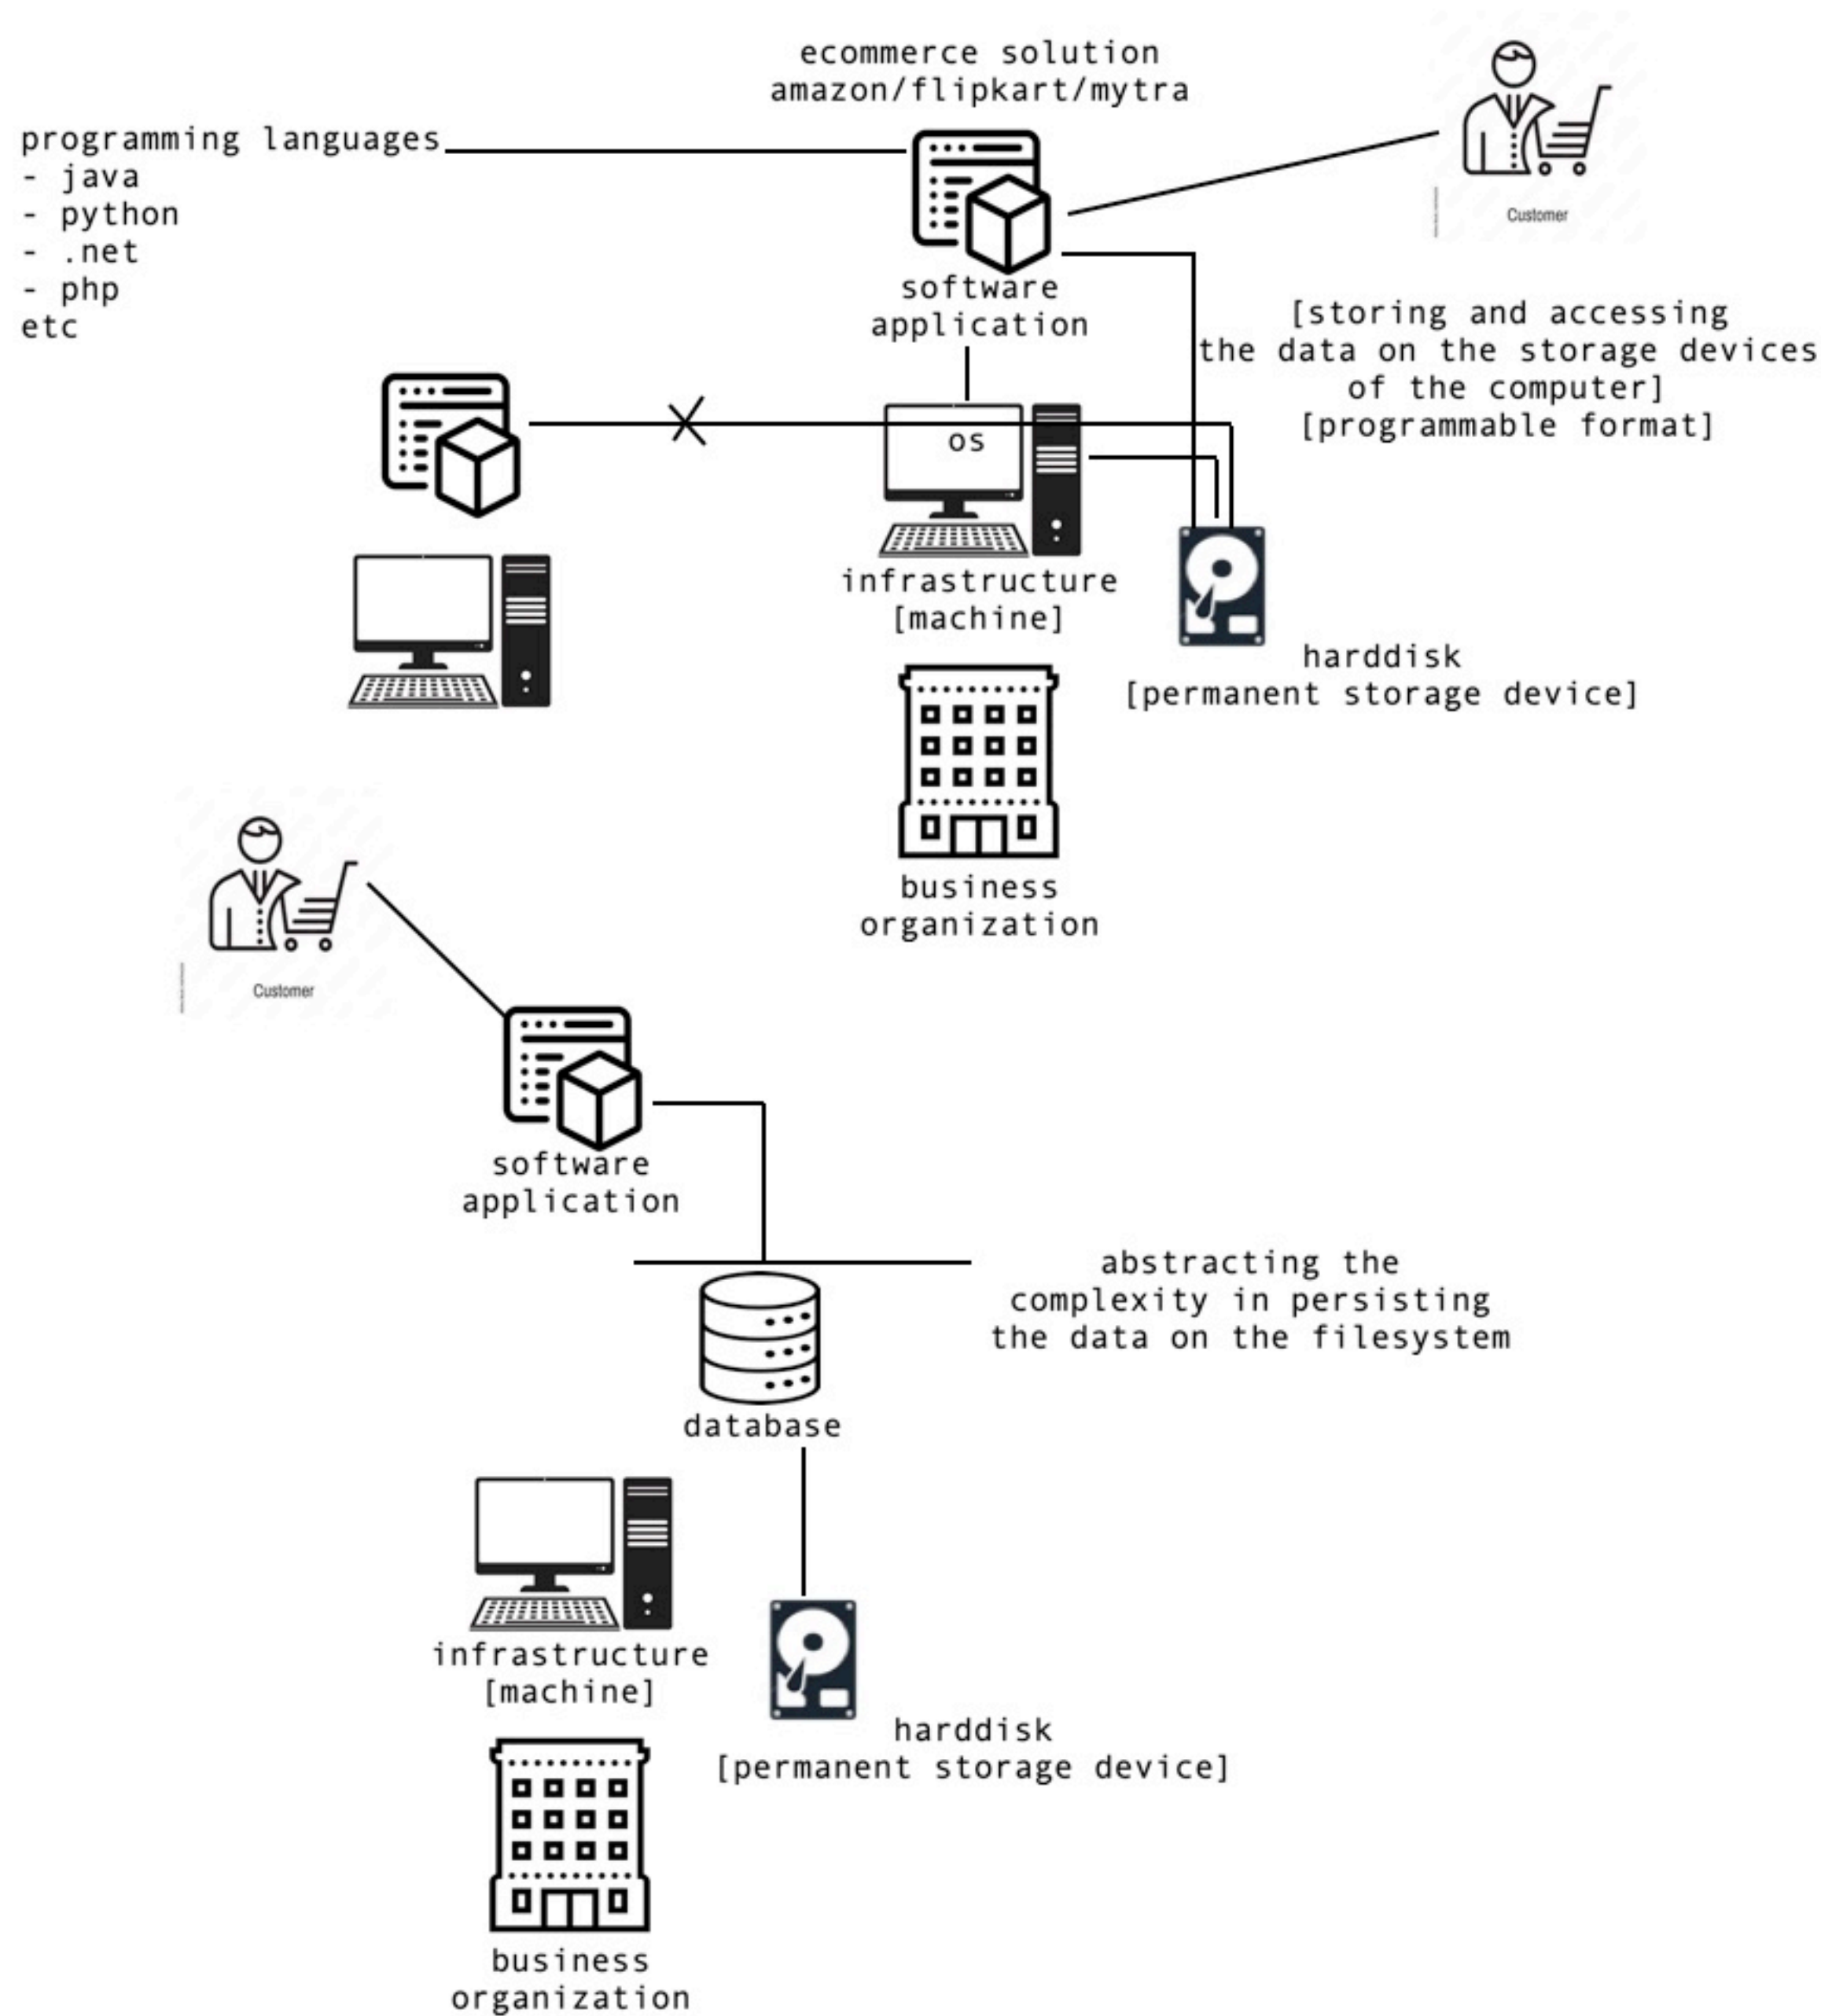 ecommerce solution
amazon/flipkart/mytra
programming languages
- java
- python
- .net
- php
etc
Customer
software
application
[storing and accessing
the data on the storage devices
of the computer]
[programmable format]
os
infrastructure
[machine]
harddisk
[permanent storage device]
business
organization
Customer
software
application
abstracting the
complexity in persisting
the data on the filesystem
database
infrastructure
[machine]
harddisk
[permanent storage device]
business
organization